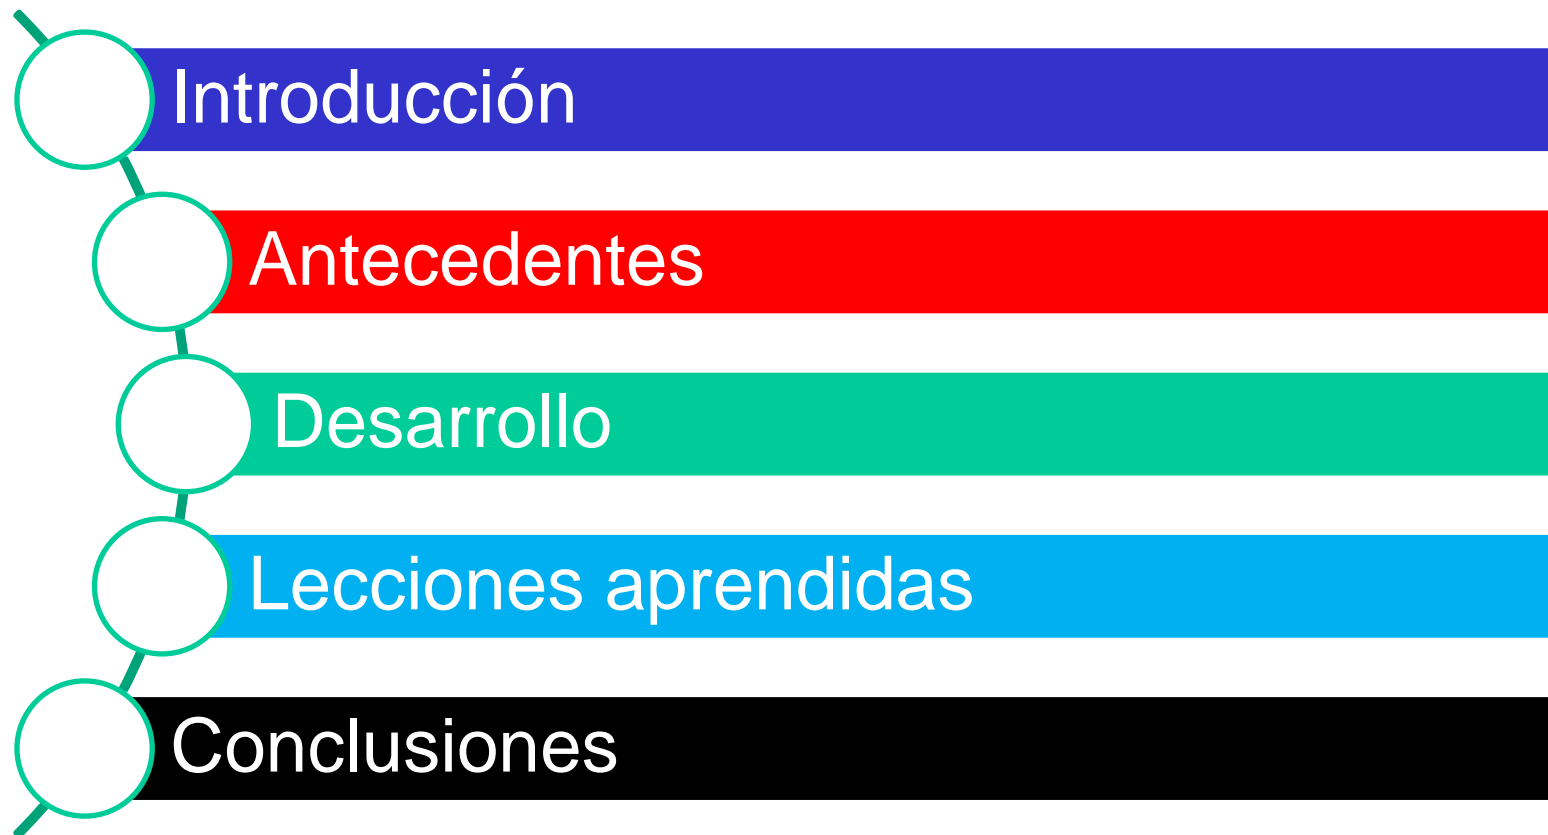 Introducción
Antecedentes
Desarrollo
Lecciones aprendidas
Conclusiones